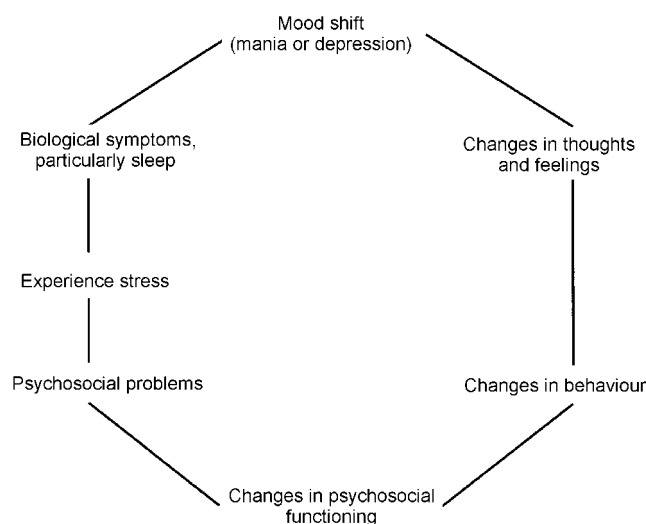 Mood shift
(mania or depression)
Biological symptoms,
particularly sleep
Changes in thoughts
and feelings
Experience stress
Psychosocial problems
Changes in behaviour
Changes in psychosocial
functioning